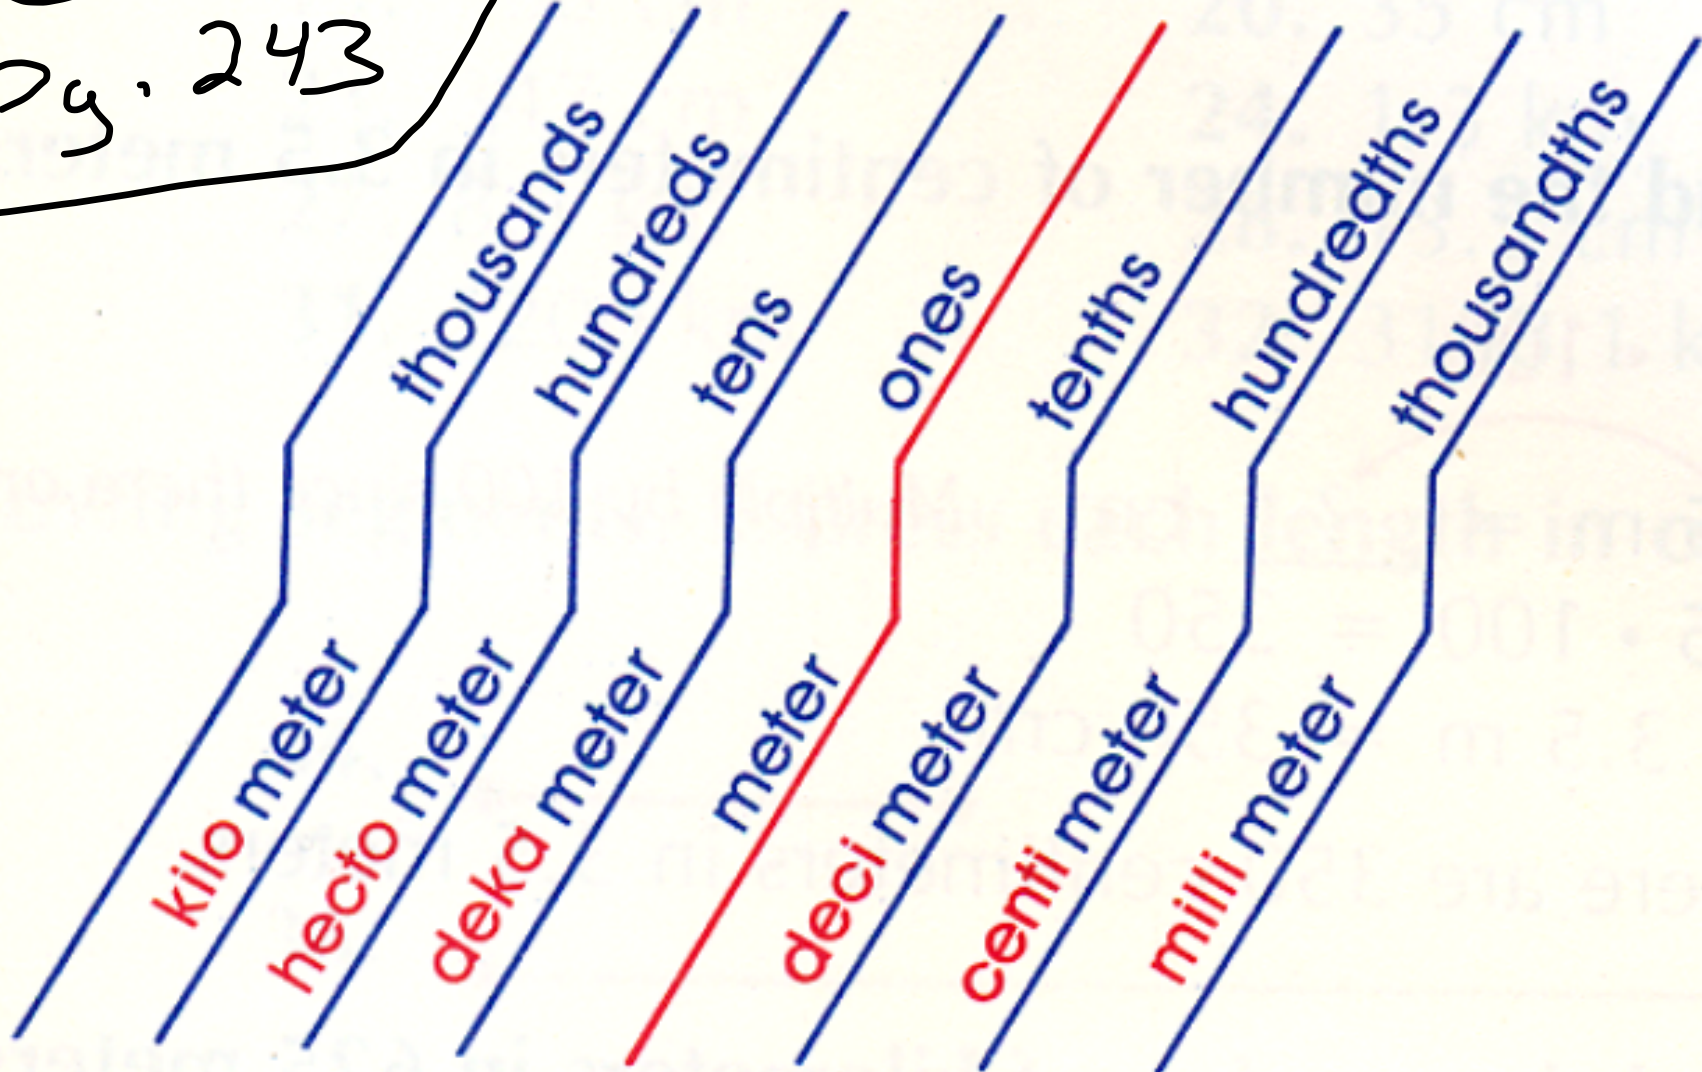 Pg. 243
thousands
hundreds
tens
ones
tenths
hundredths
thousandths
kilo meter
hecto meter
deka meter
meter
deci meter
centi meter
milli meter